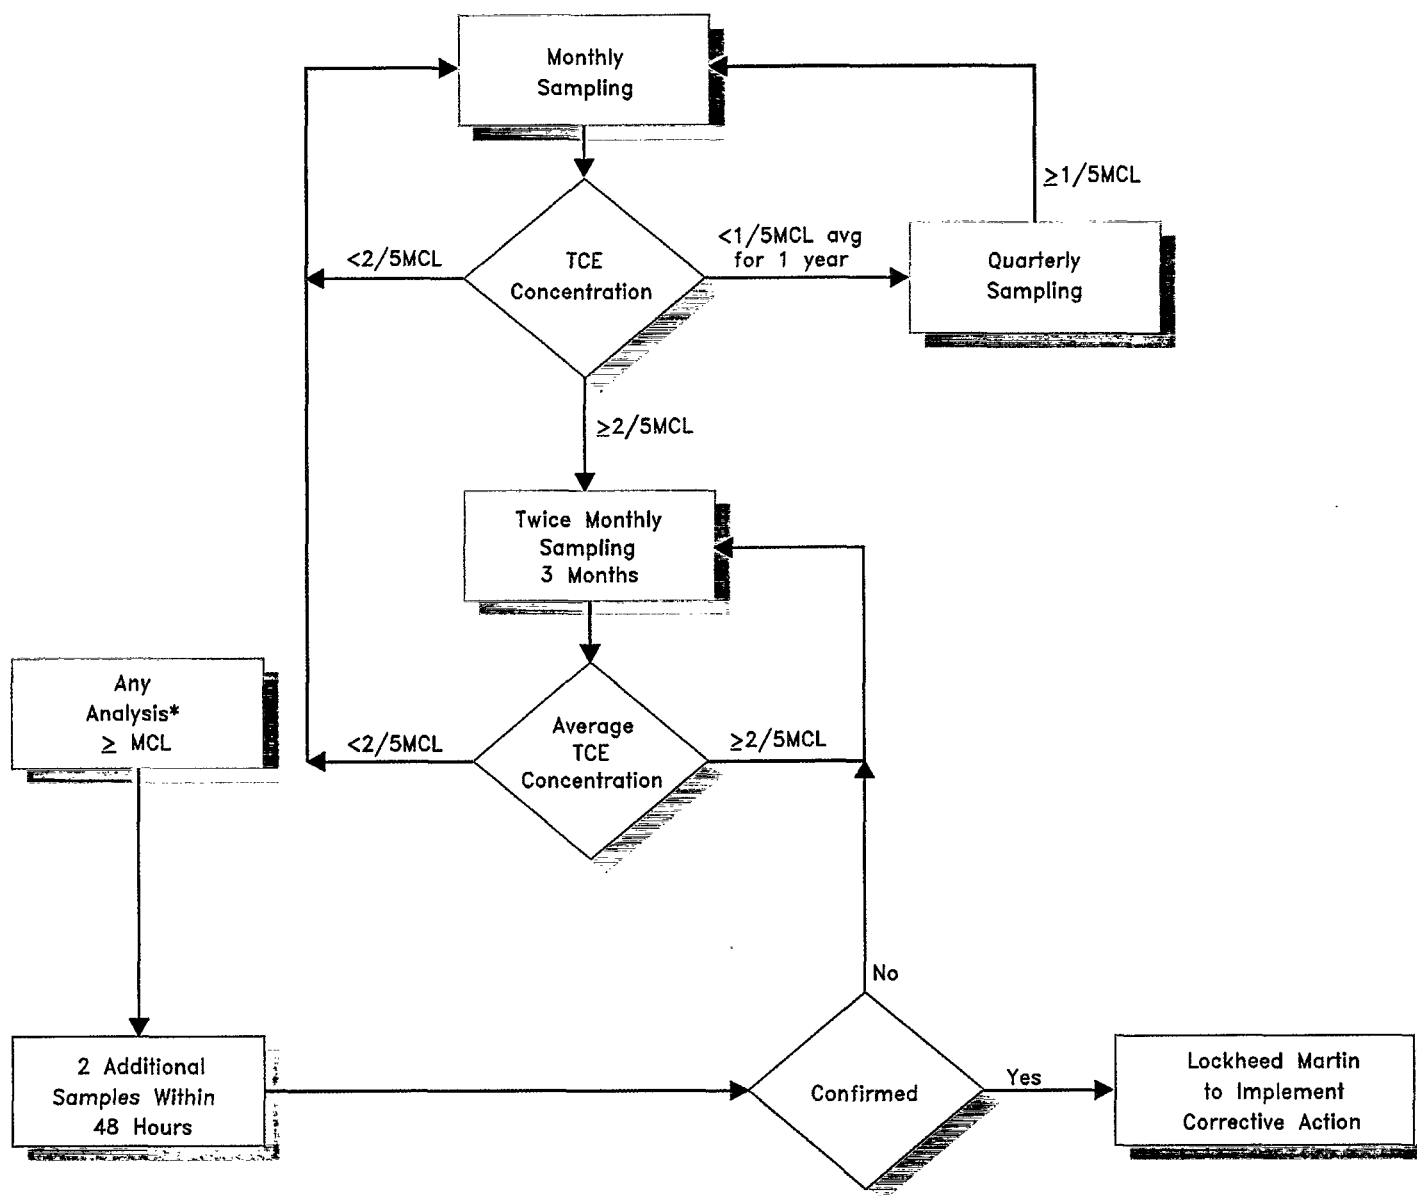 Monthly
Sampling
≥1/5MCL
<2/5MCL
TCE
Concentration
<1/5MCL avg
for 1 year
Quarterly
Sampling
≥2/5MCL
Twice Monthly
Sampling
3 Months
Any
Analysis*
≥ MCL
<2/5MCL
Average
TCE
Concentration
≥2/5MCL
No
2 Additional
Samples Within
48 Hours
Confirmed
Yes
Lockheed Martin
to Implement
Corrective Action